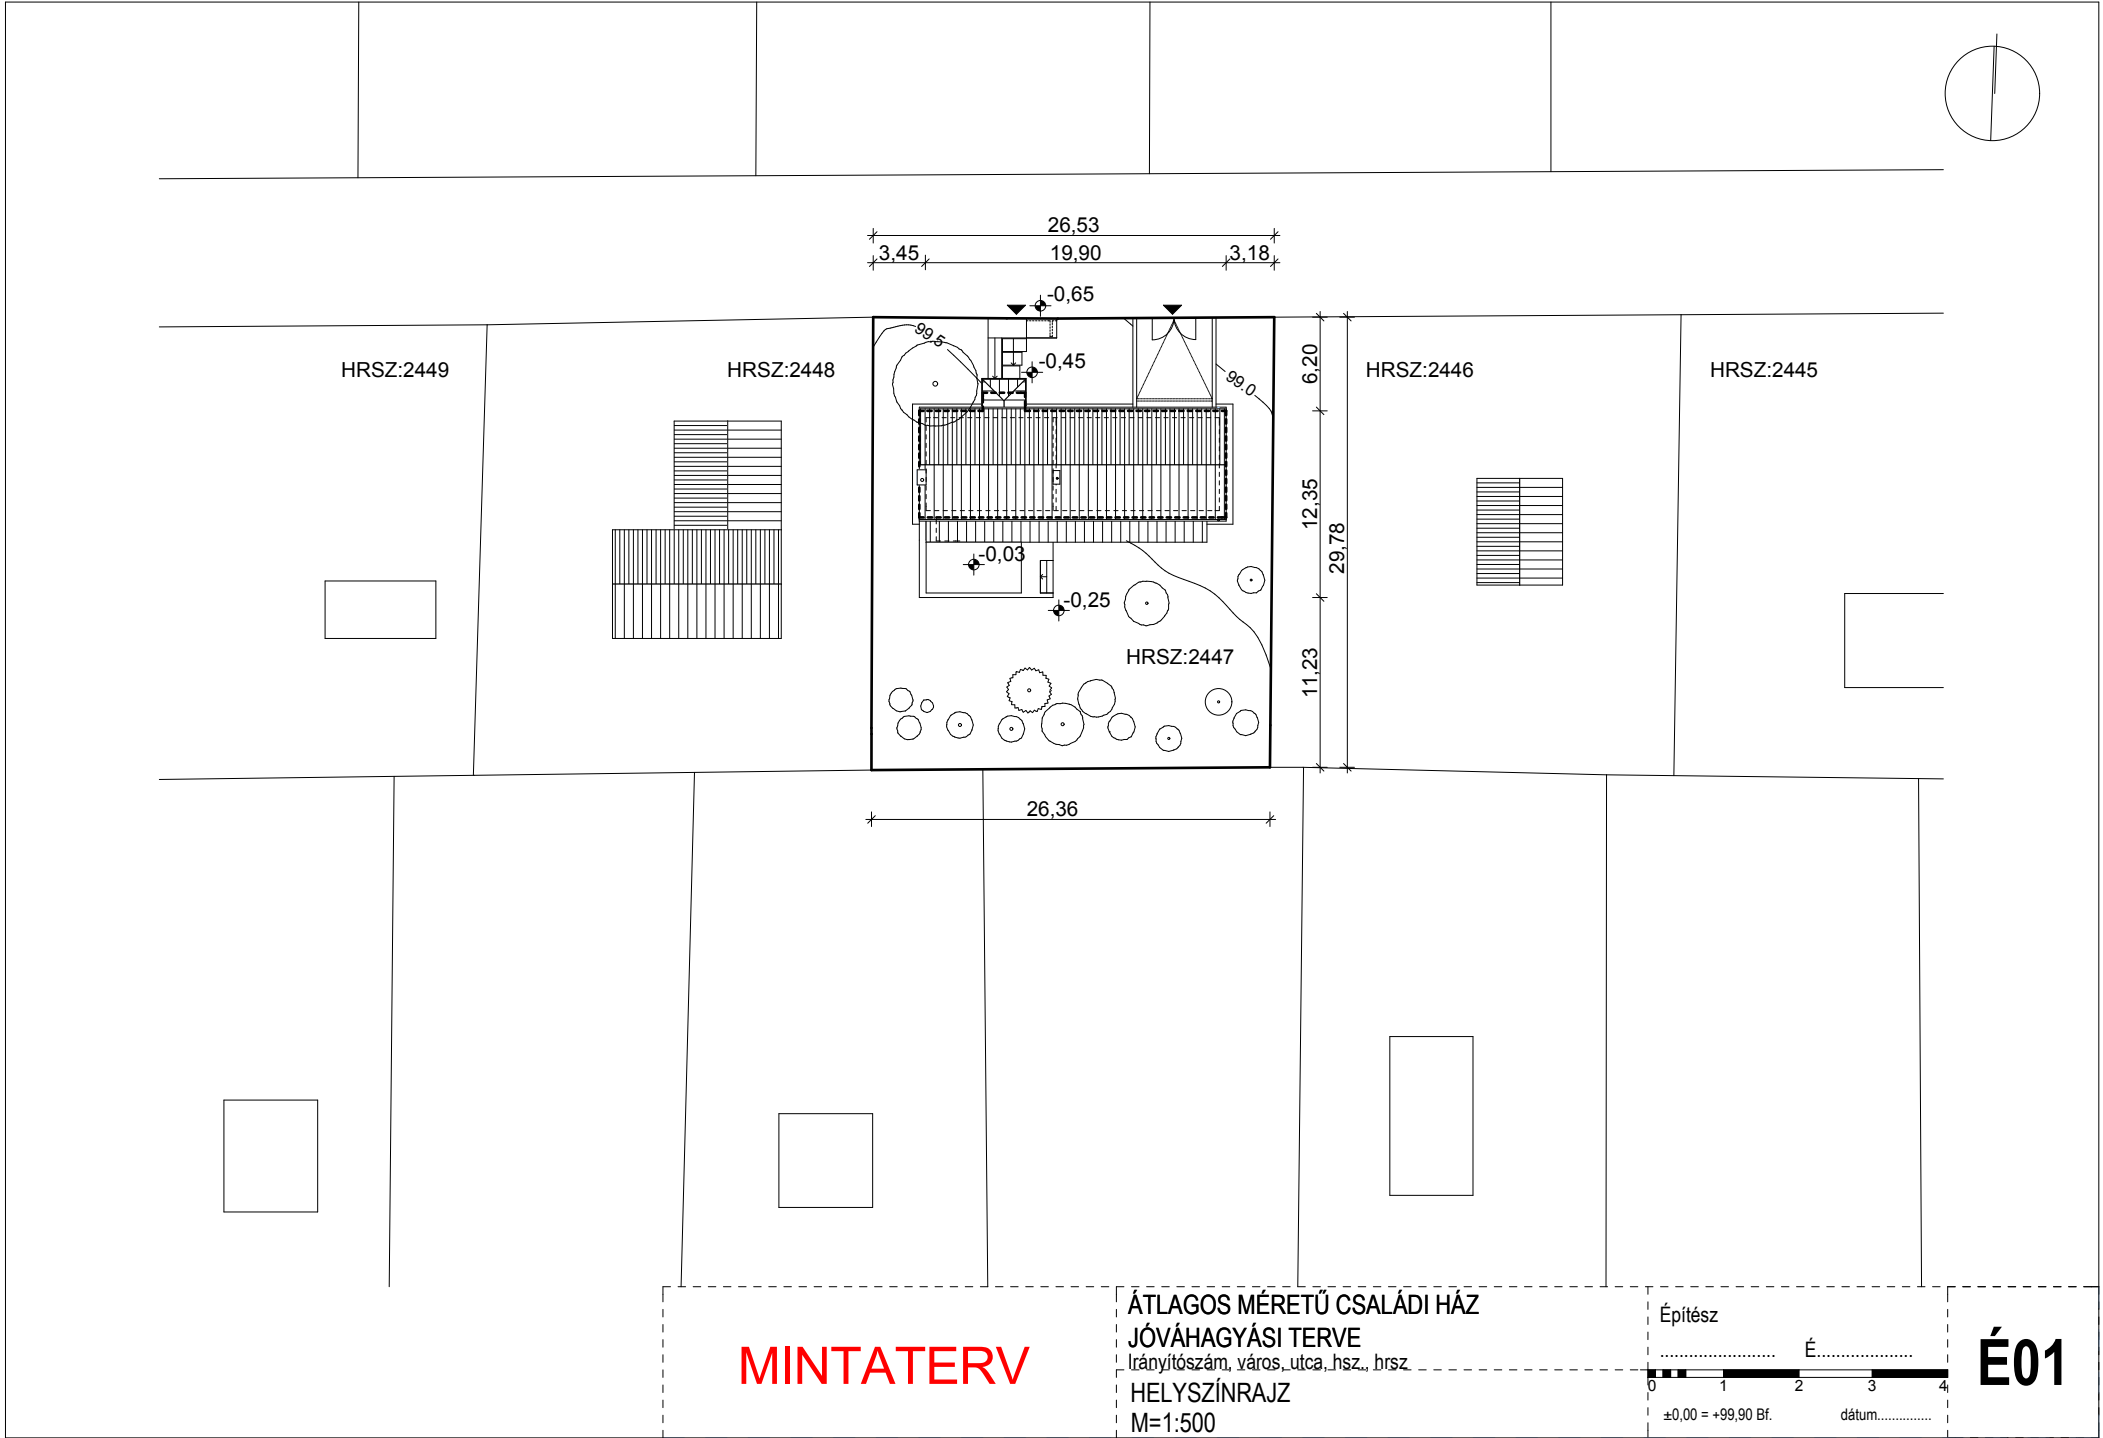 26,53
3,45 19,90 3,18
-0,65
99.5
-0,45
99.0
HRSZ:2449
HRSZ:2448
HRSZ:2446
HRSZ:2445
6,20
12,35
29,78
11,23
-0,03
-0,25
HRSZ:2447
26,36
MINTATERV
ÁTLAGOS MÉRETŰ CSALÁDI HÁZ
JÓVÁHAGYÁSI TERVE
Irányítószám, város, utca, hsz., hrsz
HELYSZÍNRAJZ
M=1:500
Építész
........................ É....................
0 1 2 3 4
±0,00 = +99,90 Bf. dátum..............
É01